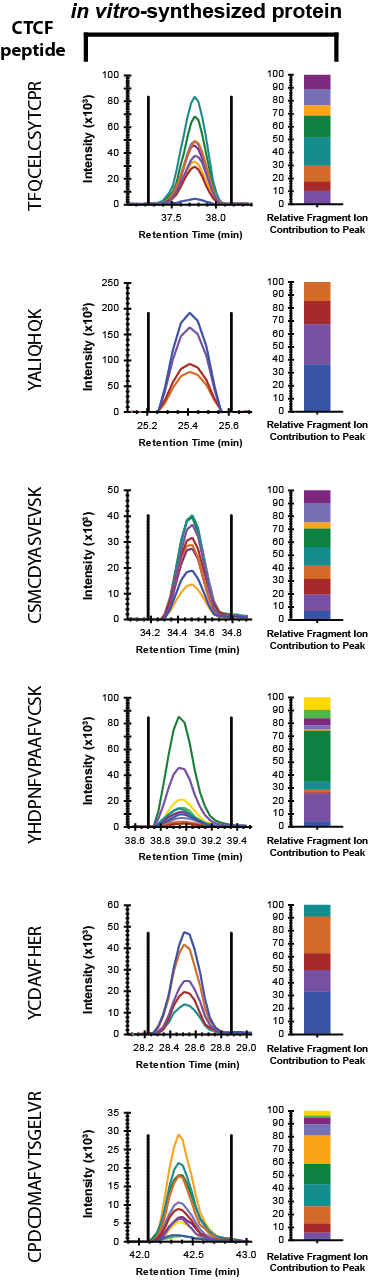 in vitro-synthesized protein
CTCF
peptide
TFQCELCSYTCPR
Intensity (x10³)
100
80
60
40
20
0
37.5 38.0
Retention Time (min)
100
90
80
70
60
50
40
30
20
10
0
Relative Fragment Ion
Contribution to Peak
YALIQHQK
Intensity (x10³)
250
200
150
100
50
0
25.2 25.4 25.6
Retention Time (min)
100
90
80
70
60
50
40
30
20
10
0
Relative Fragment Ion
Contribution to Peak
CSMCDYASVEVSK
Intensity (x10³)
50
40
30
20
10
0
34.2 34.4 34.6 34.8
Retention Time (min)
100
90
80
70
60
50
40
30
20
10
0
Relative Fragment Ion
Contribution to Peak
YHDPNFVPAAFVCSK
Intensity (x10³)
100
80
60
40
20
0
38.6 38.8 39.0 39.2 39.4
Retention Time (min)
100
90
80
70
60
50
40
30
20
10
0
Relative Fragment Ion
Contribution to Peak
YCDAVFHER
Intensity (x10³)
60
50
40
30
20
10
0
28.2 28.4 28.6 28.8 29.0
Retention Time (min)
100
90
80
70
60
50
40
30
20
10
0
Relative Fragment Ion
Contribution to Peak
CPDCDMAFVTSGELVR
Intensity (x10³)
35
30
25
20
15
10
5
0
42.0 42.5 43.0
Retention Time (min)
100
90
80
70
60
50
40
30
20
10
0
Relative Fragment Ion
Contribution to Peak